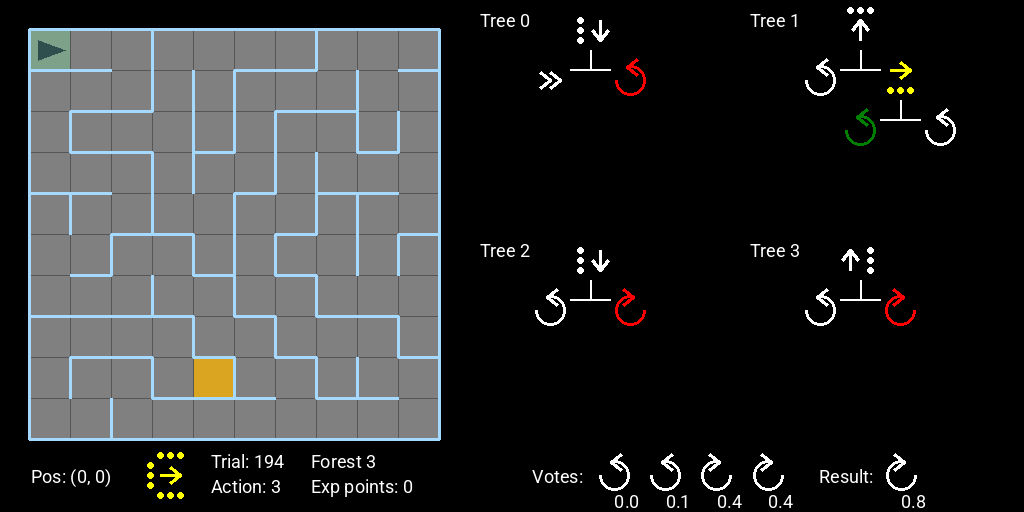 Tree 0
Tree 1
Tree 2
Tree 3
Pos: (0, 0)
Trial: 194
Forest 3
Action: 3
Exp points: 0
Votes:
0.0
0.1
0.4
0.4
Result:
0.8